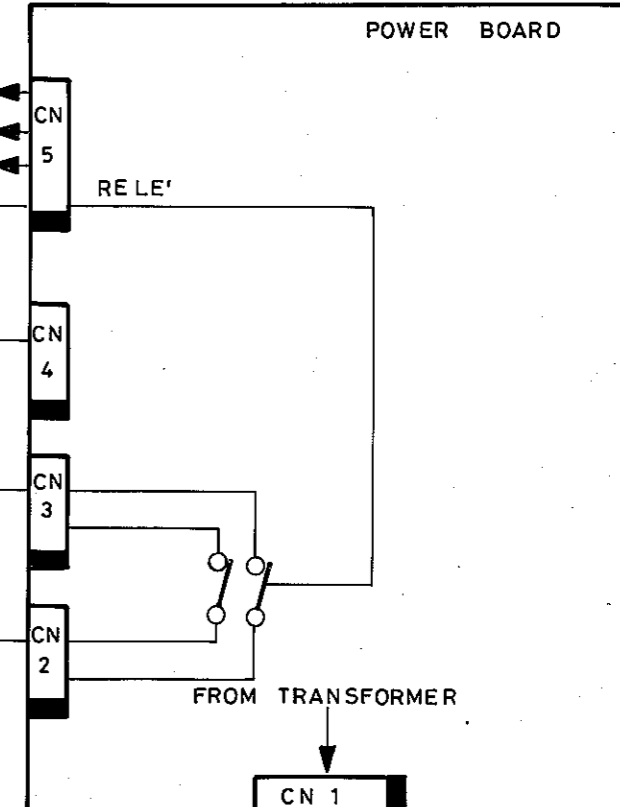 POWER BOARD
CN
5
RELE'
CN
4
CN
3
CN
2
FROM TRANSFORMER
CN 1